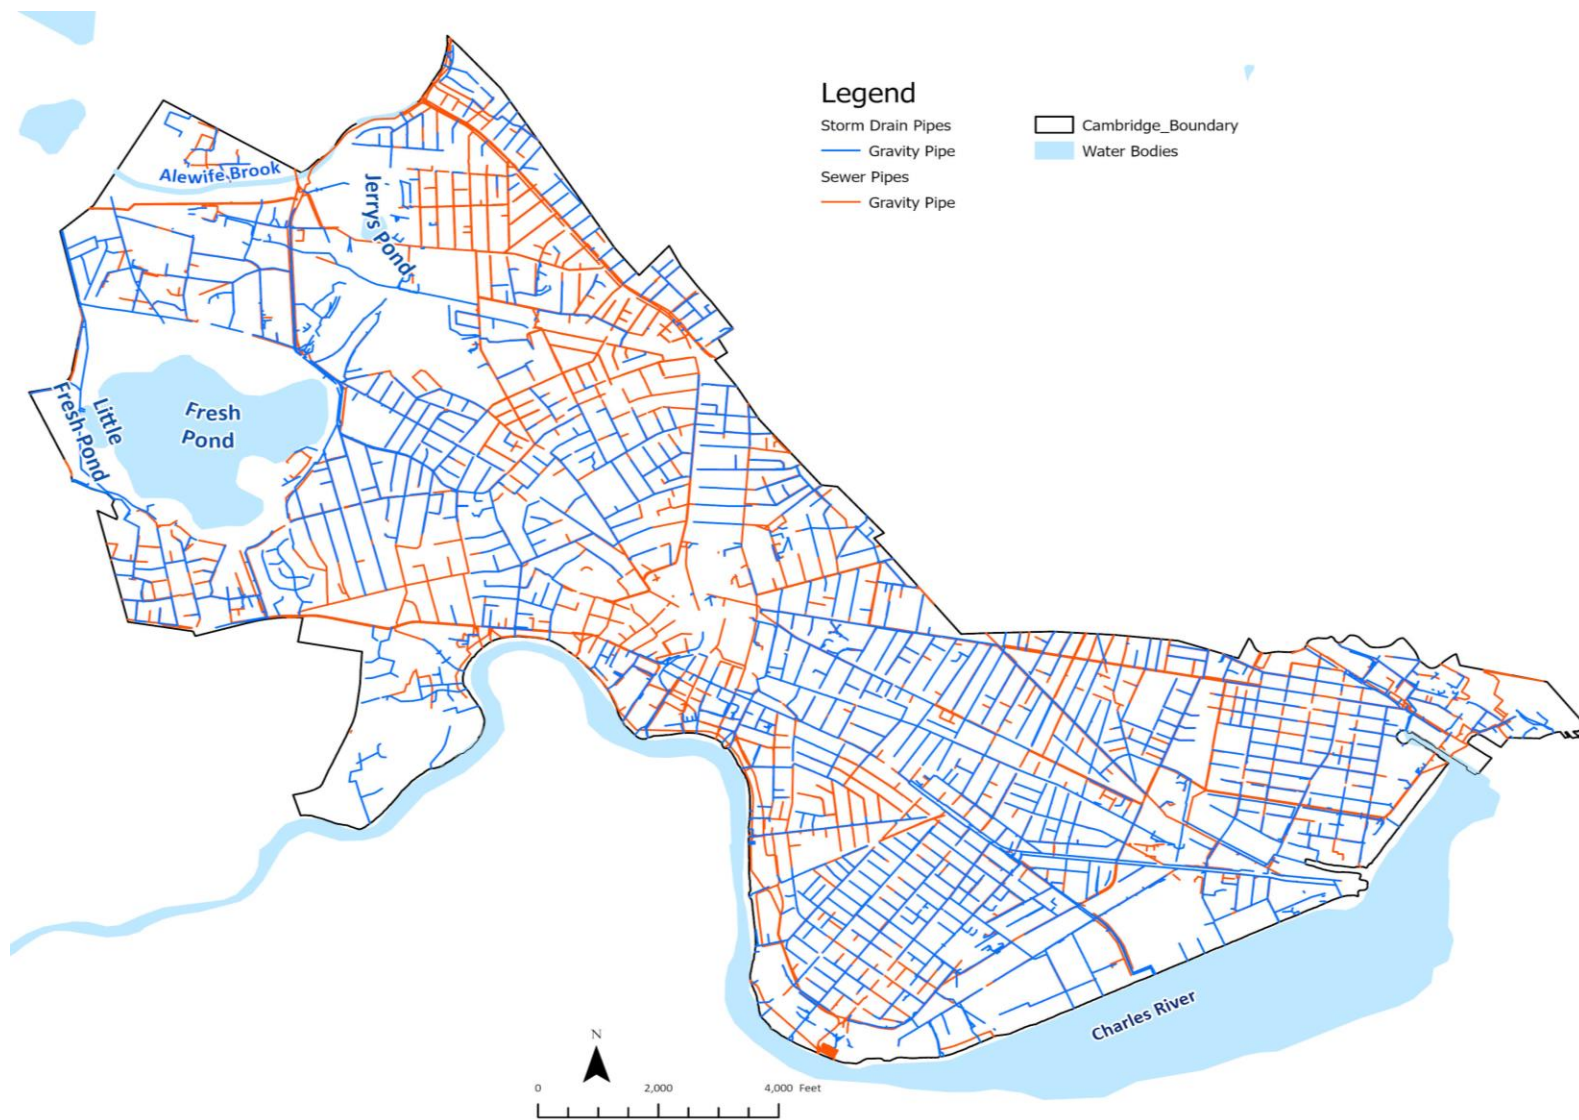 Legend
Storm Drain Pipes
Gravity Pipe
Sewer Pipes
Gravity Pipe
Cambridge_Boundary
Water Bodies
Alewife Brook
Jerrys Pond
Little
Fresh Pond
Fresh
Pond
Charles River
N
0 2,000 4,000 Feet